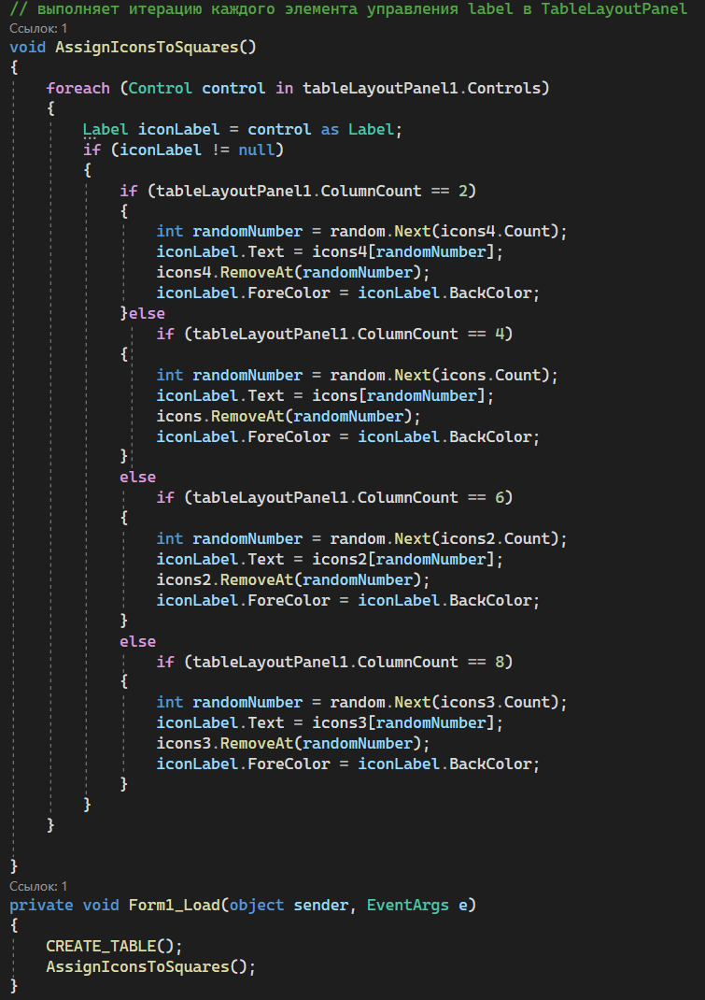 // выполняет итерацию каждого элемента управления label в TableLayoutPanel
Ссылок: 1
void AssignIconsToSquares()
{
foreach (Control control in tableLayoutPanel1.Controls)
{
Label iconLabel = control as Label;
if (iconLabel != null)
{
if (tableLayoutPanel1.ColumnCount == 2)
{
int randomNumber = random.Next(icons4.Count);
iconLabel.Text = icons4[randomNumber];
icons4.RemoveAt(randomNumber);
iconLabel.ForeColor = iconLabel.BackColor;
}else
if (tableLayoutPanel1.ColumnCount == 4)
{
int randomNumber = random.Next(icons.Count);
iconLabel.Text = icons[randomNumber];
icons.RemoveAt(randomNumber);
iconLabel.ForeColor = iconLabel.BackColor;
}
else
if (tableLayoutPanel1.ColumnCount == 6)
{
int randomNumber = random.Next(icons2.Count);
iconLabel.Text = icons2[randomNumber];
icons2.RemoveAt(randomNumber);
iconLabel.ForeColor = iconLabel.BackColor;
}
else
if (tableLayoutPanel1.ColumnCount == 8)
{
int randomNumber = random.Next(icons3.Count);
iconLabel.Text = icons3[randomNumber];
icons3.RemoveAt(randomNumber);
iconLabel.ForeColor = iconLabel.BackColor;
}
}
}
}
Ссылок: 1
private void Form1_Load(object sender, EventArgs e)
{
CREATE_TABLE();
AssignIconsToSquares();
}